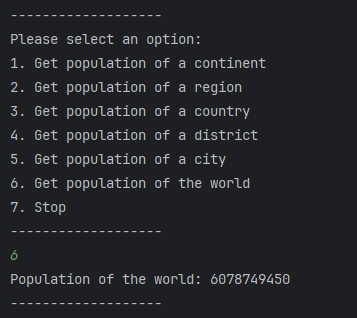 -------------------
Please select an option:
1. Get population of a continent
2. Get population of a region
3. Get population of a country
4. Get population of a district
5. Get population of a city
6. Get population of the world
7. Stop
-------------------
6
Population of the world: 6078749450
-------------------